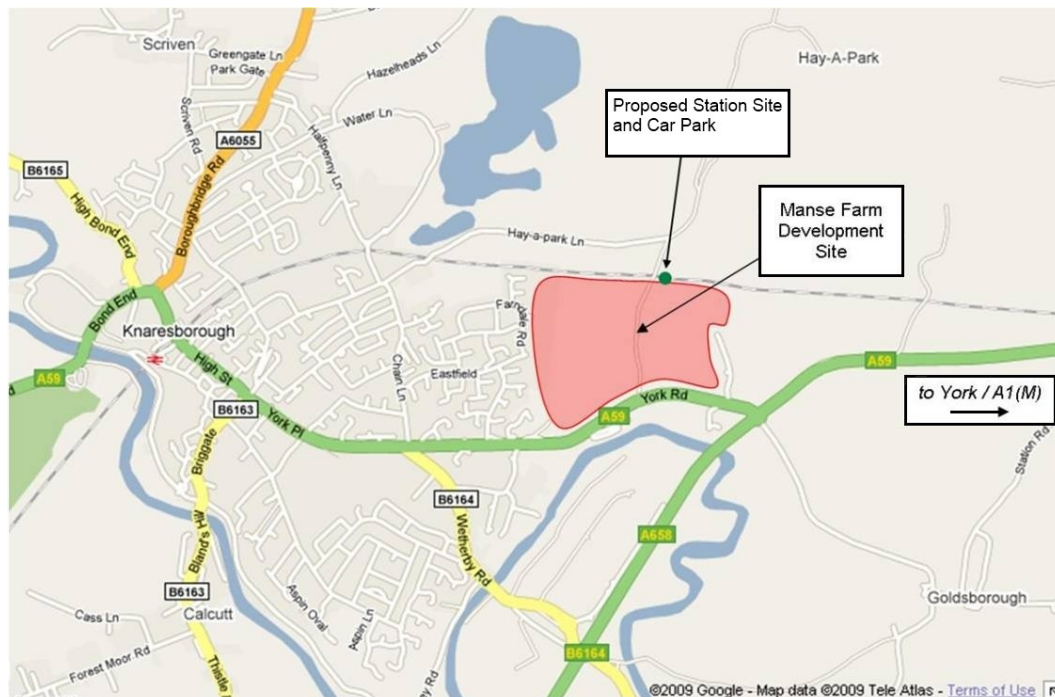 Scriven
Greengate Ln
Park Gate
Hazelheads Ln
Scriven Rd
A6055
Water Ln
Halfpenny Ln
B6165
High Bond End
Boroughbridge Rd
Hay-A-Park
Proposed Station Site
and Car Park
Manse Farm
Development
Site
Hay-a-park Ln
Bond End
Knaresborough
A59
High St
B6163
York Pl
Briggate
Chain Ln
Eastfield
Farndale Rd
York Rd
A59
A59
to York / A1(M)
Station Rd
B6164
Wetherby Rd
A658
Bland's Hill
B6163
Calcutt
Aspin Oval
Aspin Ln
Cass Ln
Forest Moor Rd
Thistle
Goldsborough
B6164
©2009 Google - Map data ©2009 Tele Atlas - Terms of Use